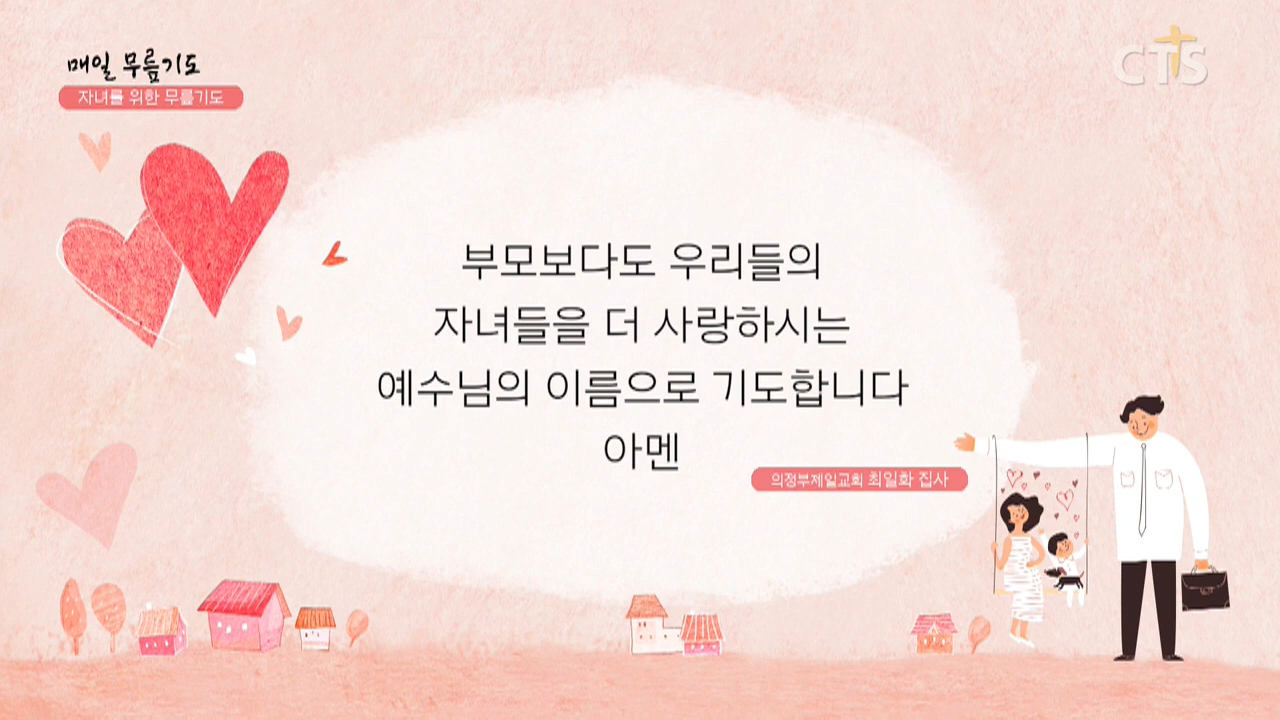 매일 무릎기도
자녀를 위한 무릎기도
CTS
부모보다도 우리들의
자녀들을 더 사랑하시는
예수님의 이름으로 기도합니다
아멘
의정부제일교회 최일화 집사